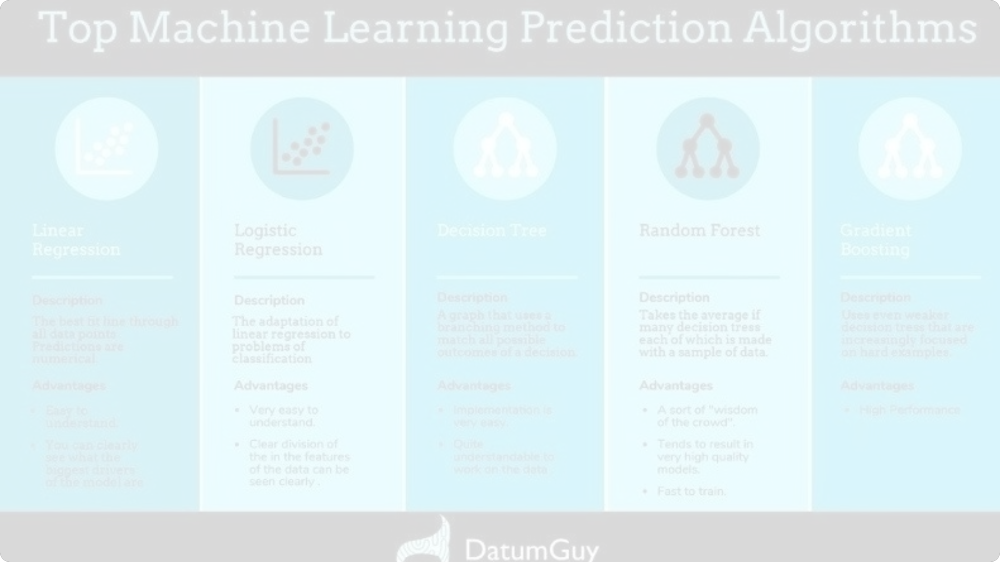 Top Machine Learning Prediction Algorithms
Linear
Regression
Description
The best fit line through
all data points
Predictions are
numerical.
Advantages
• Easy to
understand.
• You can clearly
see what the
biggest drivers
of the model are
Logistic
Regression
Description
The adaptation of
linear regression to
problems of
classification
Advantages
• Very easy to
understand.
• Clear division of
the in the features
of the data can be
seen clearly .
Decision Tree
Description
A graph that uses a
branching method to
match all possible
outcomes of a decision.
Advantages
• Implementation is
very easy.
• Quite
understandable to
work on the data .
Random Forest
Description
Takes the average if
many decision tress
each of which is made
with a sample of data.
Advantages
• A sort of "wisdom
of the crowd".
• Tends to result in
very high quality
models.
• Fast to train.
Gradient
Boosting
Description
Uses even weaker
decision tress that are
increasingly focused
on hard examples.
Advantages
• High Performance
DatumGuy